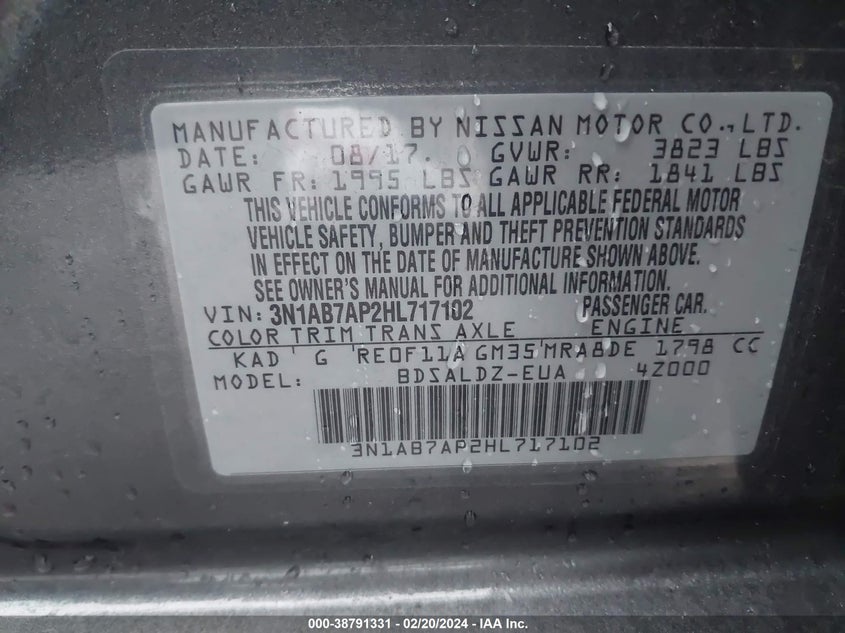 MANUFACTURED BY NISSAN MOTOR CO., LTD.
DATE: 08/17. GVWR: 3823 LBS
GAWR FR: 1995 LBS GAWR RR: 1841 LBS
THIS VEHICLE CONFORMS TO ALL APPLICABLE FEDERAL MOTOR
VEHICLE SAFETY, BUMPER AND THEFT PREVENTION STANDARDS
IN EFFECT ON THE DATE OF MANUFACTURE SHOWN ABOVE.
SEE OWNER'S MANUAL FOR ADDITIONAL INFORMATION.
VIN: 3N1AB7AP2HL717102 PASSENGER CAR.
COLOR TRIM TRANS AXLE ENGINE
KAD G RE0F11A GM35 MRA8DE 1798 CC
MODEL: BDSALDZ-EUA 4Z000
3N1AB7AP2HL717102
000-38791331 - 02/20/2024 - IAA Inc.